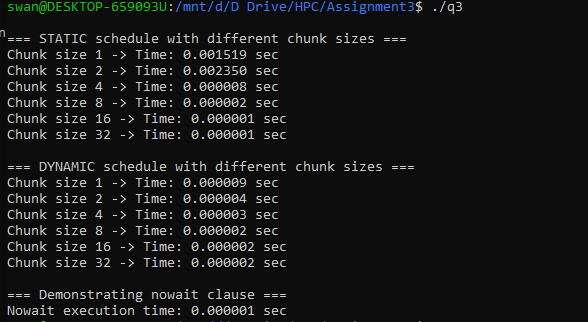 swan@DESKTOP-659093U:/mnt/d/D Drive/HPC/Assignment3$ ./q3
=== STATIC schedule with different chunk sizes ===
Chunk size 1 -> Time: 0.001519 sec
Chunk size 2 -> Time: 0.002350 sec
Chunk size 4 -> Time: 0.000008 sec
Chunk size 8 -> Time: 0.000002 sec
Chunk size 16 -> Time: 0.000001 sec
Chunk size 32 -> Time: 0.000001 sec
=== DYNAMIC schedule with different chunk sizes ===
Chunk size 1 -> Time: 0.000009 sec
Chunk size 2 -> Time: 0.000004 sec
Chunk size 4 -> Time: 0.000003 sec
Chunk size 8 -> Time: 0.000002 sec
Chunk size 16 -> Time: 0.000002 sec
Chunk size 32 -> Time: 0.000002 sec
=== Demonstrating nowait clause ===
Nowait execution time: 0.000001 sec